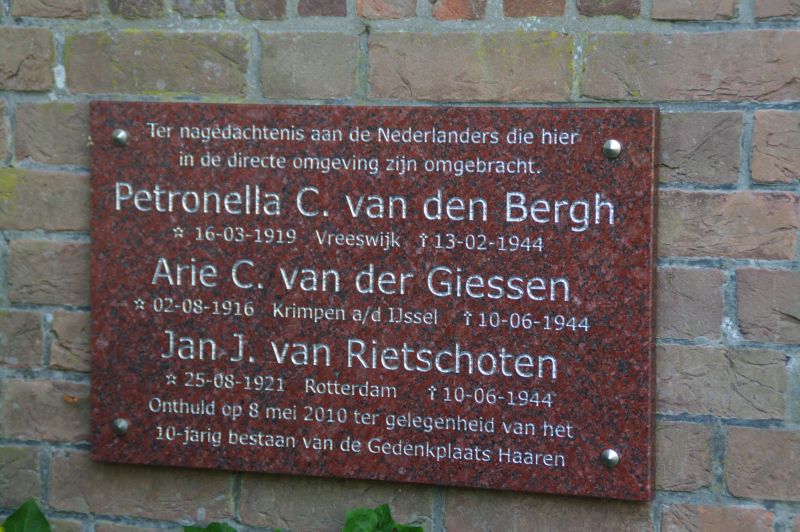 Ter nagedachtenis aan de Nederlanders die hier
in de directe omgeving zijn omgebracht.
Petronella C. van den Bergh
☆ 16-03-1919 Vreeswijk † 13-02-1944
Arie C. van der Giessen
☆ 02-08-1916 Krimpen a/d IJssel † 10-06-1944
Jan J. van Rietschoten
☆ 25-08-1921 Rotterdam † 10-06-1944
Onthuld op 8 mei 2010 ter gelegenheid van het
10-jarig bestaan van de Gedenkplaats Haaren